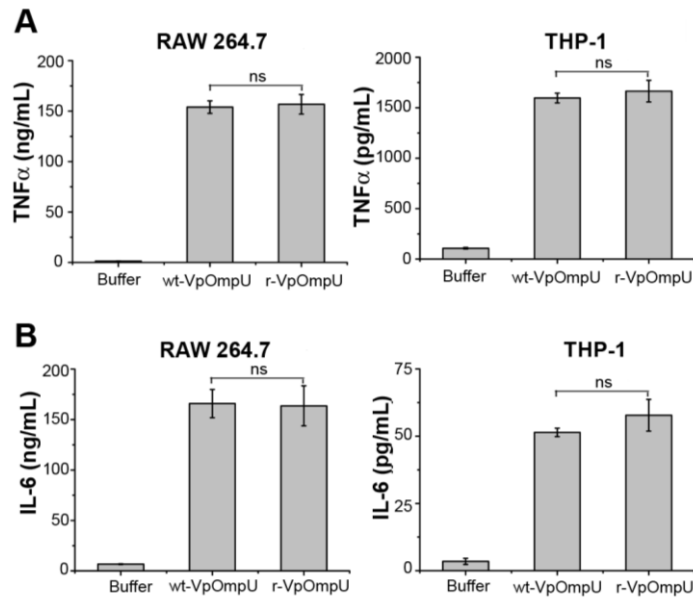 A
RAW 264.7
THP-1
TNFα (ng/mL)
200
150
100
50
0
ns
Buffer
wt-VpOmpU
r-VpOmpU
TNFα (pg/mL)
2000
1500
1000
500
0
ns
Buffer
wt-VpOmpU
r-VpOmpU
B
RAW 264.7
THP-1
IL-6 (ng/mL)
200
150
100
50
0
ns
Buffer
wt-VpOmpU
r-VpOmpU
IL-6 (pg/mL)
75
50
25
0
ns
Buffer
wt-VpOmpU
r-VpOmpU